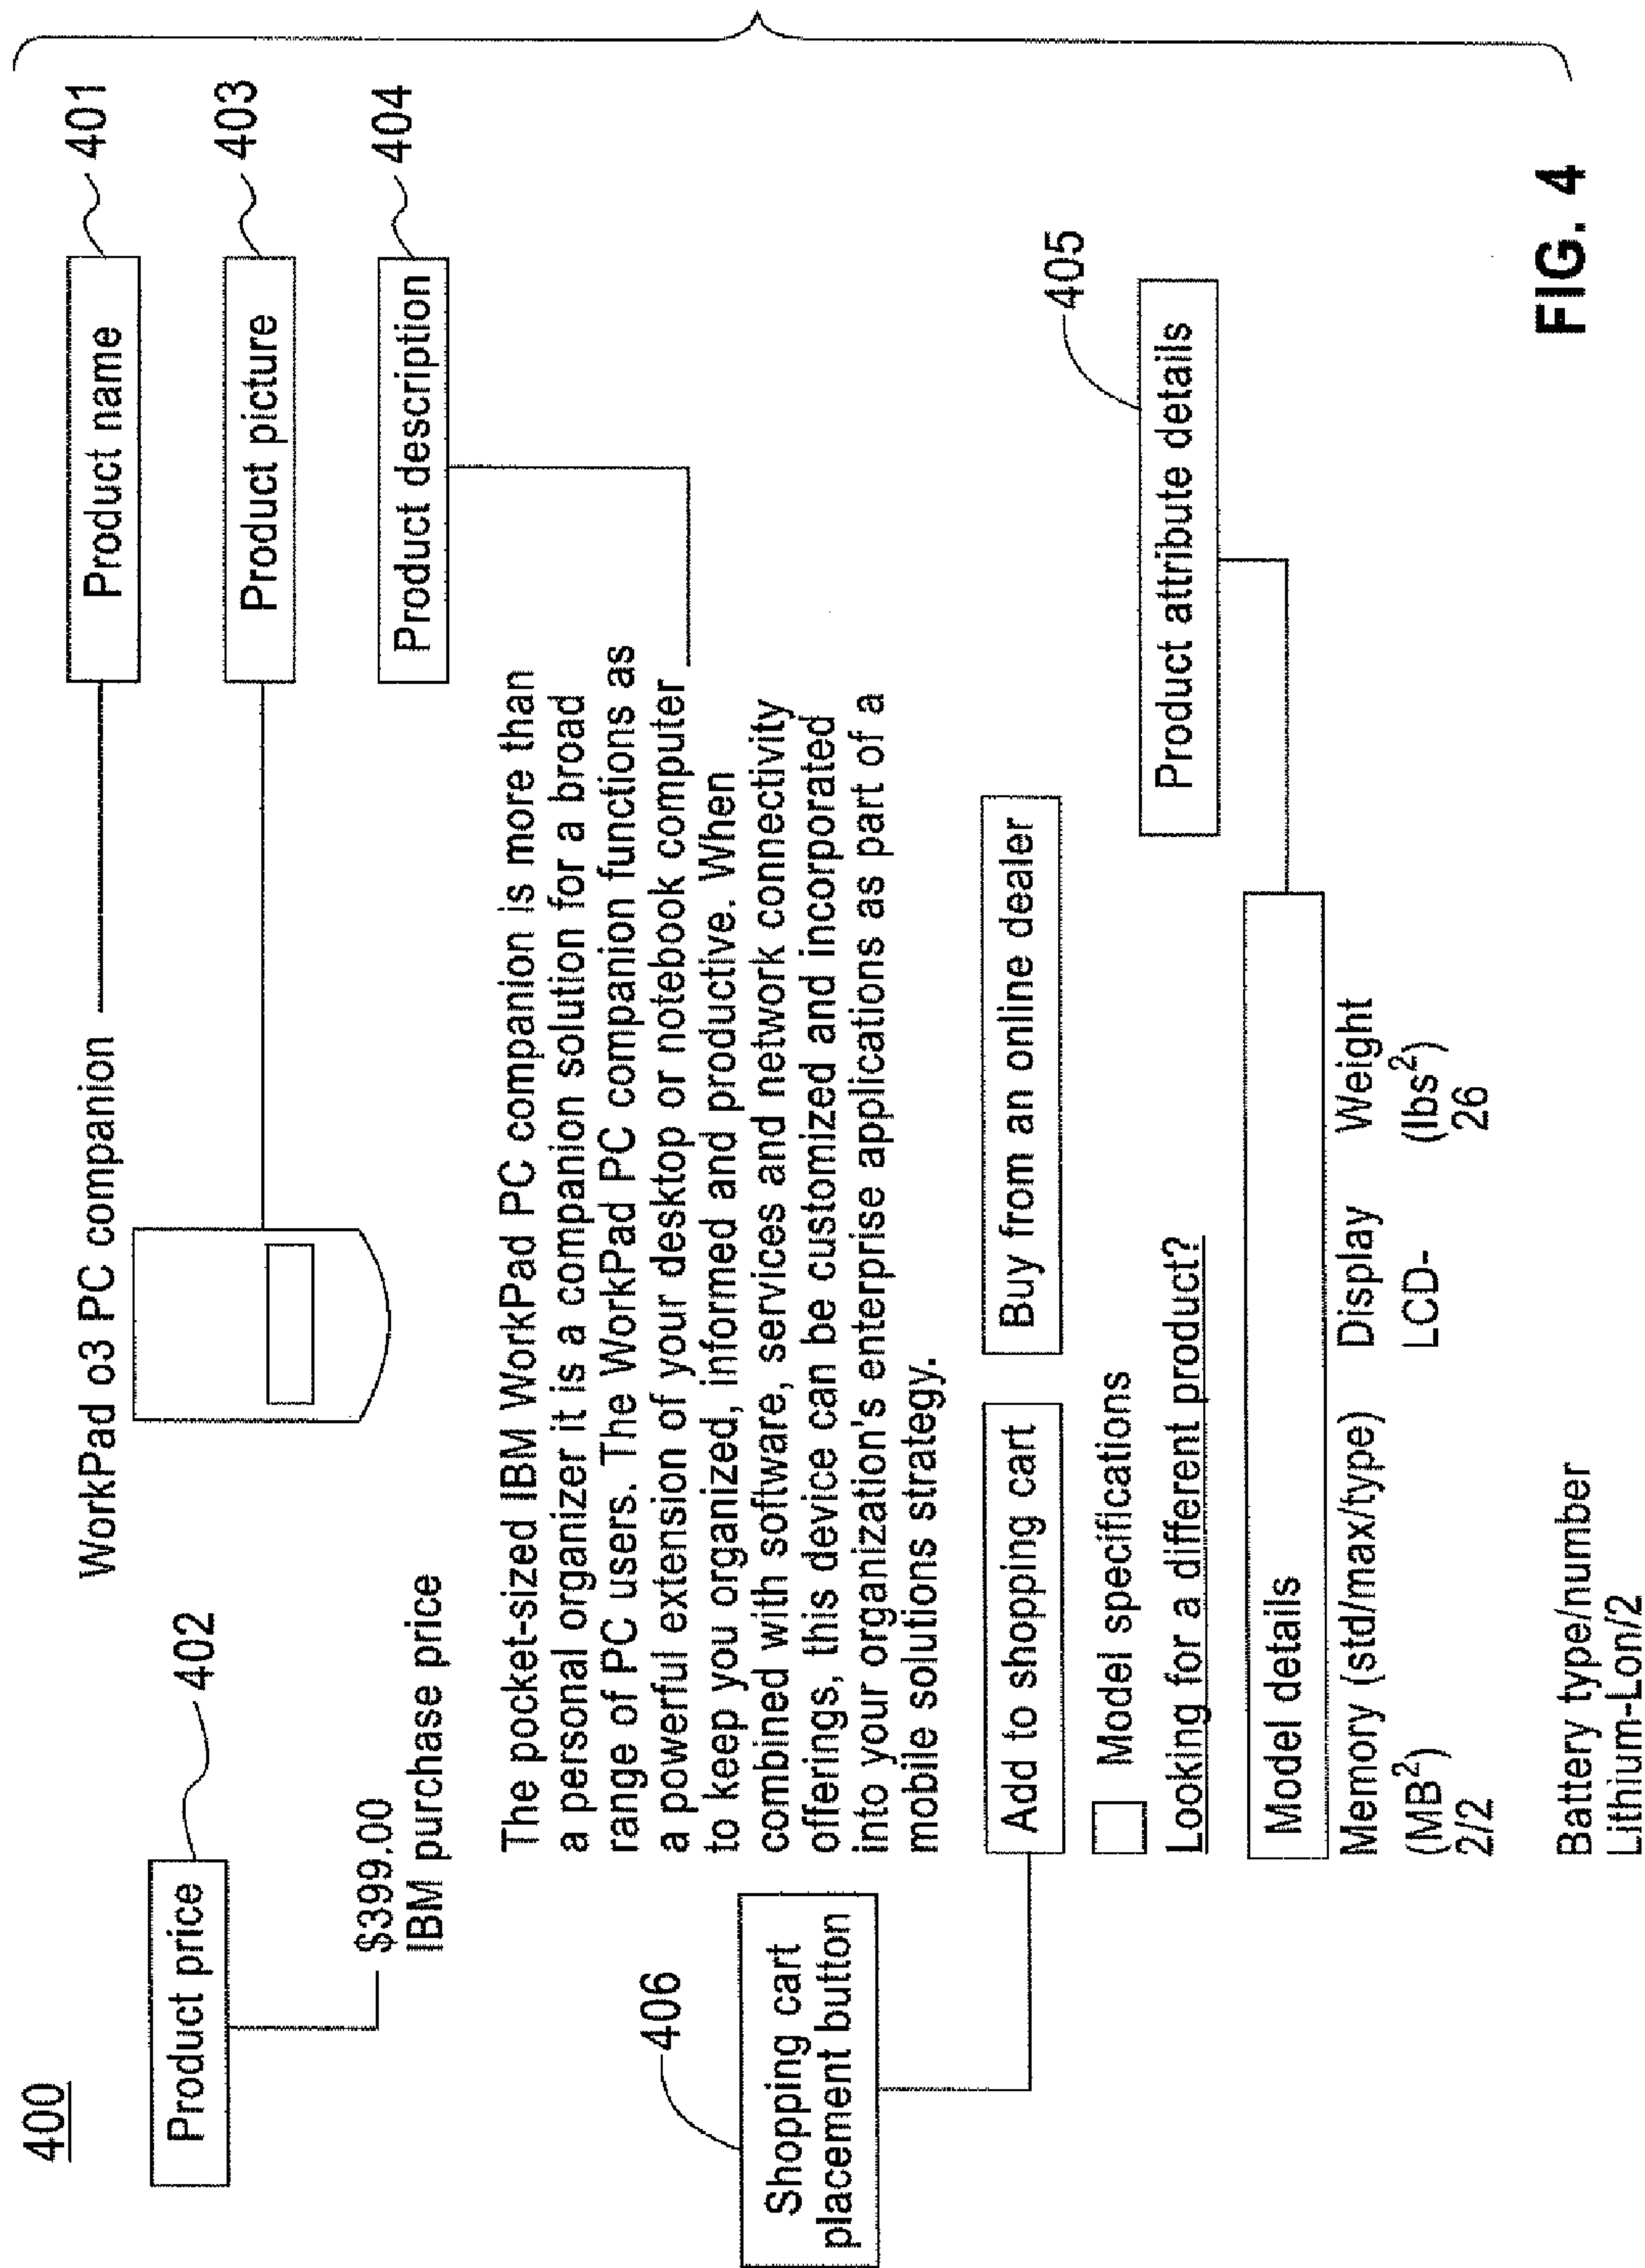 400
Product price
402
$399.00
IBM purchase price
WorkPad o3 PC companion
Product name
401
Product picture
403
Product description
404
The pocket-sized IBM WorkPad PC companion is more than
a personal organizer it is a companion solution for a broad
range of PC users. The WorkPad PC companion functions as
a powerful extension of your desktop or notebook computer
to keep you organized, informed and productive. When
combined with software, services and network connectivity
offerings, this device can be customized and incorporated
into your organization's enterprise applications as part of a
mobile solutions strategy.
406
Shopping cart
placement button
Add to shopping cart
Buy from an online dealer
Model specifications
Looking for a different product?
405
Product attribute details
Model details
Memory (std/max/type)
(MB²)
2/2
Display
LCD-
Weight
(lbs²)
26
Battery type/number
Lithium-Lon/2
FIG. 4